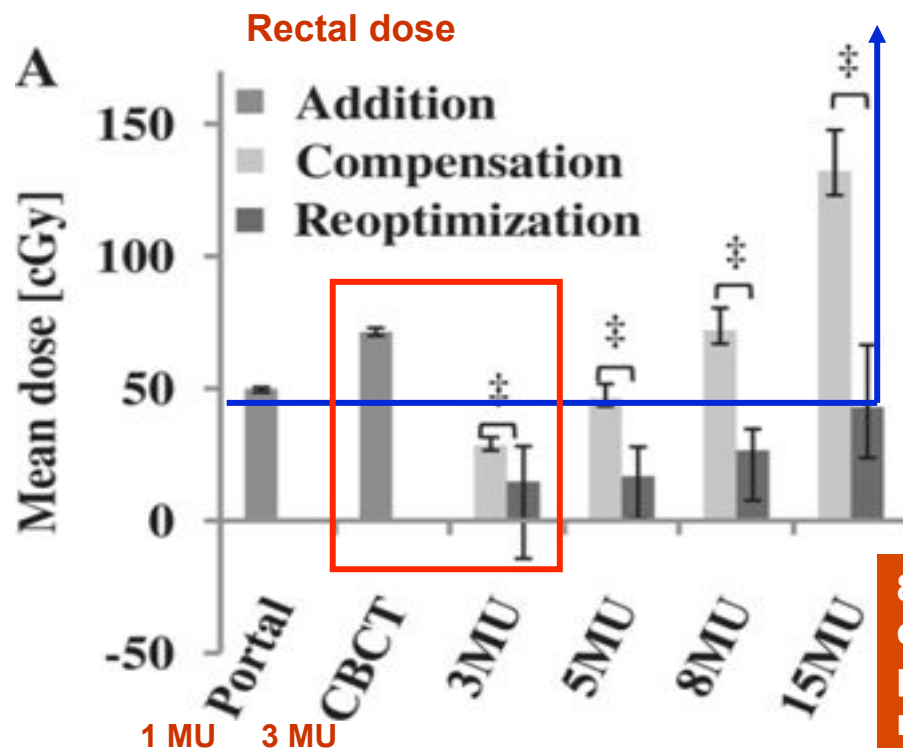 Rectal dose
A
Addition
Compensation
Reoptimization
Mean dose [cGy]
150
100
50
0
-50
‡
‡
‡
‡
Portal
CBCT
3MU
5MU
8MU
15MU
1 MU
3 MU